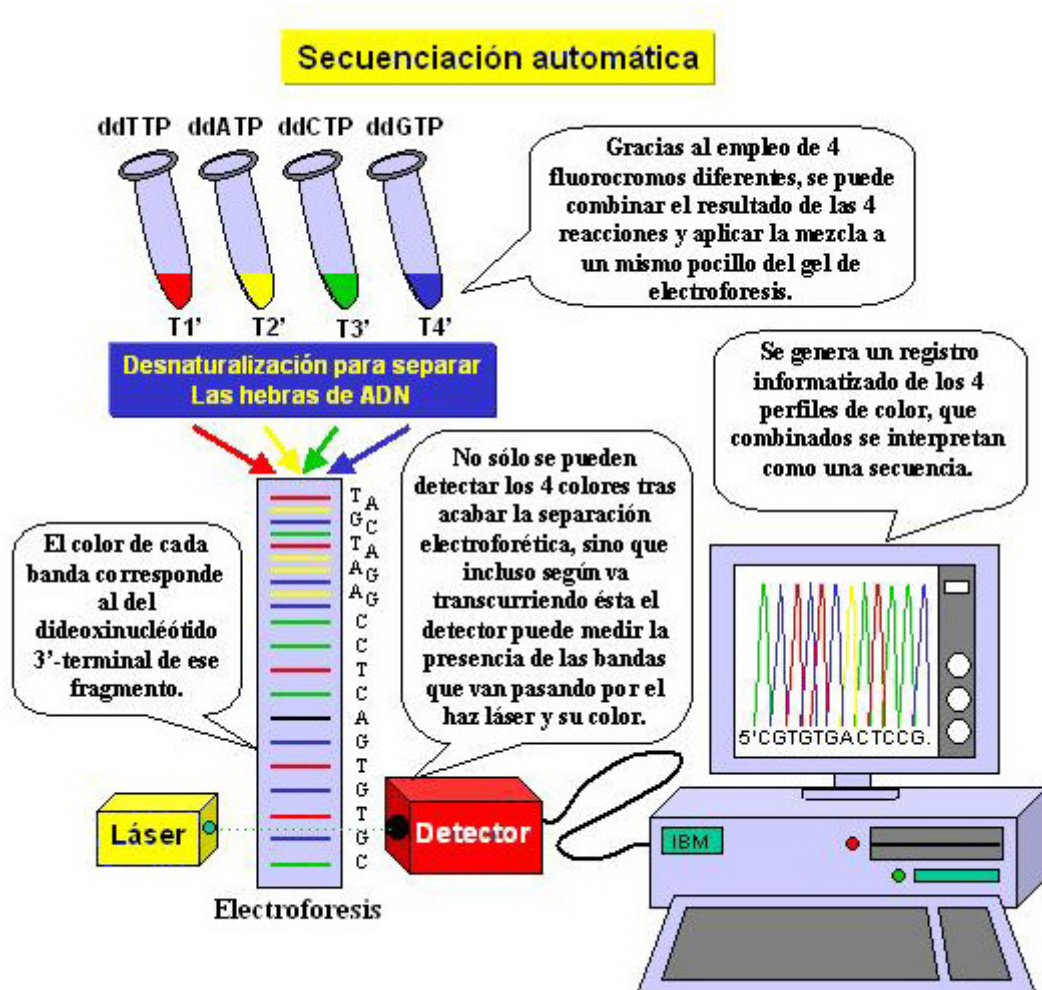 Secuenciación automática
ddTTP ddATP ddCTP ddGTP
Gracias al empleo de 4
fluorocromos diferentes, se puede
combinar el resultado de las 4
reacciones y aplicar la mezcla a
un mismo pocillo del gel de
electroforesis.
T1' T2' T3' T4'
Desnaturalización para separar
Las hebras de ADN
Se genera un registro
informatizado de los 4
perfiles de color, que
combinados se interpretan
como una secuencia.
No sólo se pueden
detectar los 4 colores tras
acabar la separación
electroforética, sino que
incluso según va
transcurriendo ésta el
detector puede medir la
presencia de las bandas
que van pasando por el
haz láser y su color.
El color de cada
banda corresponde
al del
dideoxinucléótido
3'-terminal de ese
fragmento.
T
A
G
C
T
A
A
G
A
G
C
C
T
C
A
G
T
G
T
G
C
5'CGTGTGACTCCG.
Láser
Detector
IBM
Electroforesis